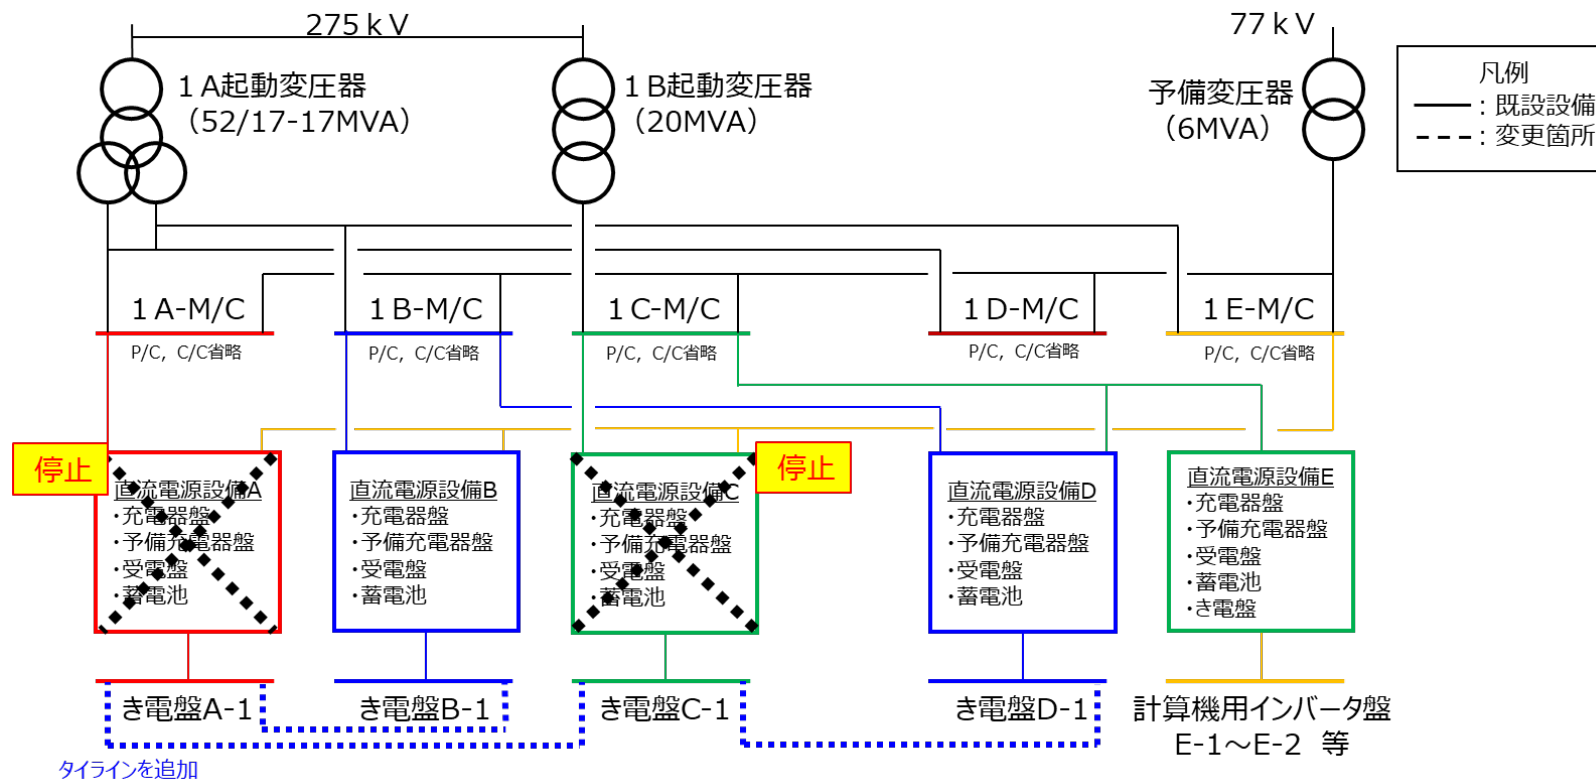 275ｋV
77ｋV
1A起動変圧器
（52/17-17MVA）
1B起動変圧器
（20MVA）
予備変圧器
（6MVA）
凡例
：既設設備
：変更箇所
1A-M/C
1B-M/C
1C-M/C
1D-M/C
1E-M/C
P/C，C/C省略
P/C，C/C省略
P/C，C/C省略
P/C，C/C省略
P/C，C/C省略
停止
直流電源設備A
・充電器盤
・予備充電器盤
・受電盤
・蓄電池
直流電源設備B
・充電器盤
・予備充電器盤
・受電盤
・蓄電池
停止
直流電源設備C
・充電器盤
・予備充電器盤
・受電盤
・蓄電池
直流電源設備D
・充電器盤
・予備充電器盤
・受電盤
・蓄電池
直流電源設備E
・充電器盤
・予備充電器盤
・受電盤
・蓄電池
・き電盤
き電盤A-1
き電盤B-1
き電盤C-1
き電盤D-1
計算機用インバータ盤
E-1～E-2 等
タイラインを追加